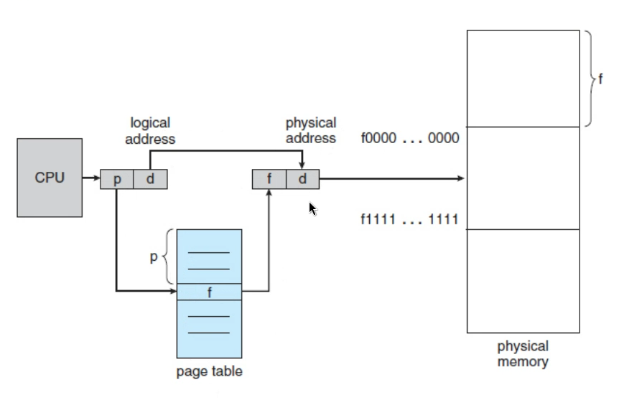 logical
address
physical
address
f0000 ... 0000
f
CPU
p
d
f
d
f1111 ... 1111
p
f
page table
physical
memory